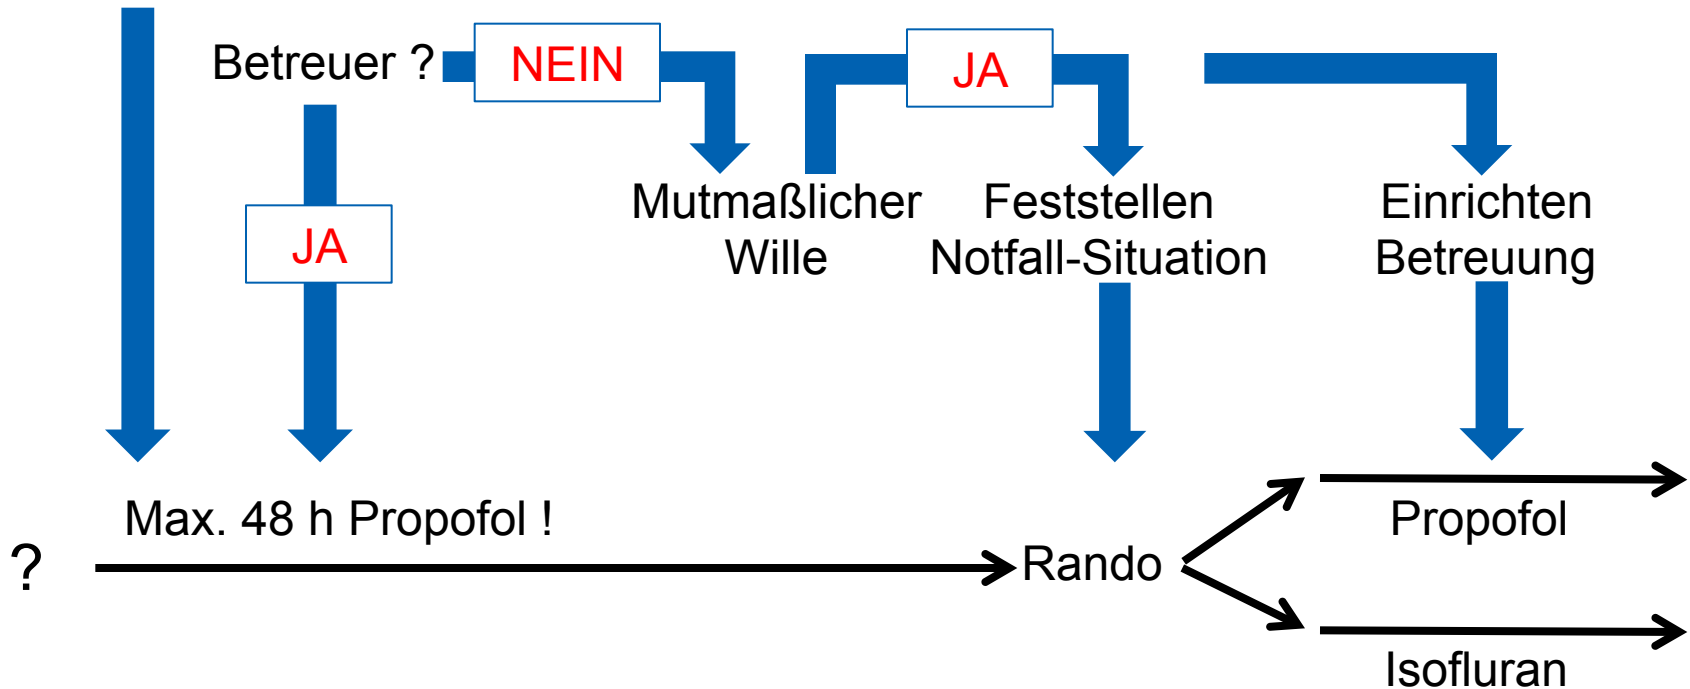 Betreuer ?
NEIN
JA
Mutmaßlicher
Wille
Feststellen
Notfall-Situation
Einrichten
Betreuung
JA
Max. 48 h Propofol !
?
Rando
Propofol
Isofluran